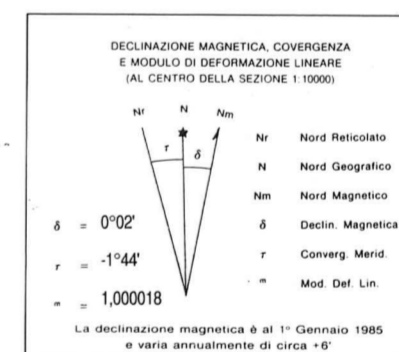 DECLINAZIONE MAGNETICA, COVERGENZA
E MODULO DI DEFORMAZIONE LINEARE
(AL CENTRO DELLA SEZIONE 1:10000)
Nr N Nm
τ δ
Nr Nord Reticolato
N Nord Geografico
Nm Nord Magnetico
δ Declin. Magnetica
τ Converg. Merid.
m Mod. Def. Lin.
δ = 0°02'
τ = -1°44'
m = 1,000018
La declinazione magnetica è al 1° Gennaio 1985
e varia annualmente di circa +6'